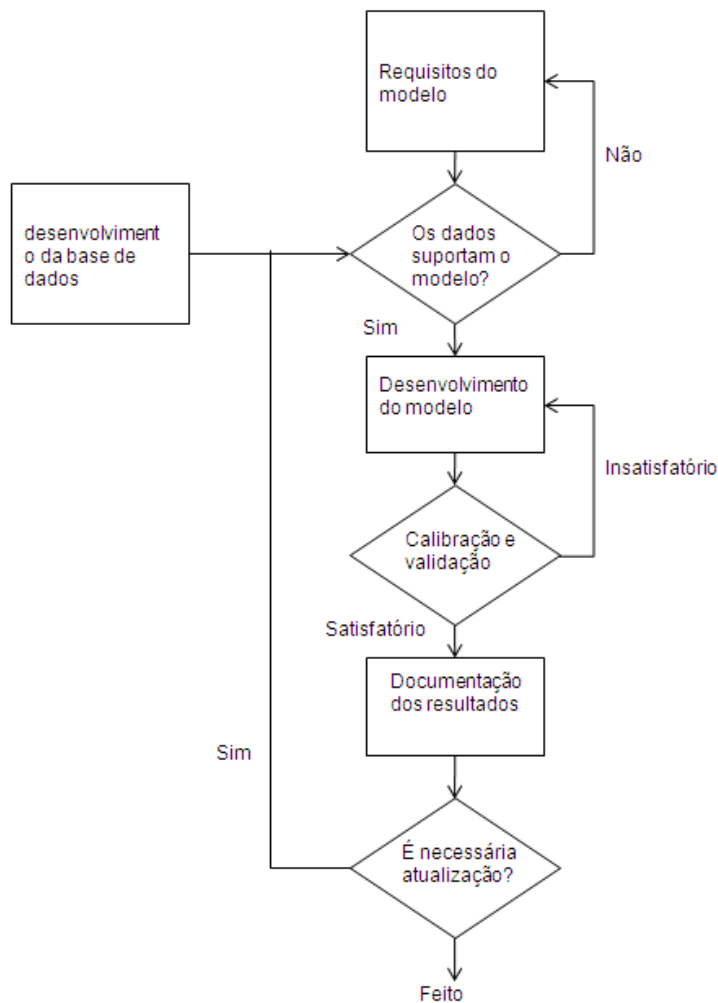 Requisitos do
modelo
Não
desenvolviment
o da base de
dados
Os dados
suportam o
modelo?
Sim
Desenvolvimento
do modelo
Insatisfatório
Calibração e
validação
Satisfatório
Documentação
dos resultados
Sim
É necessária
atualização?
Feito